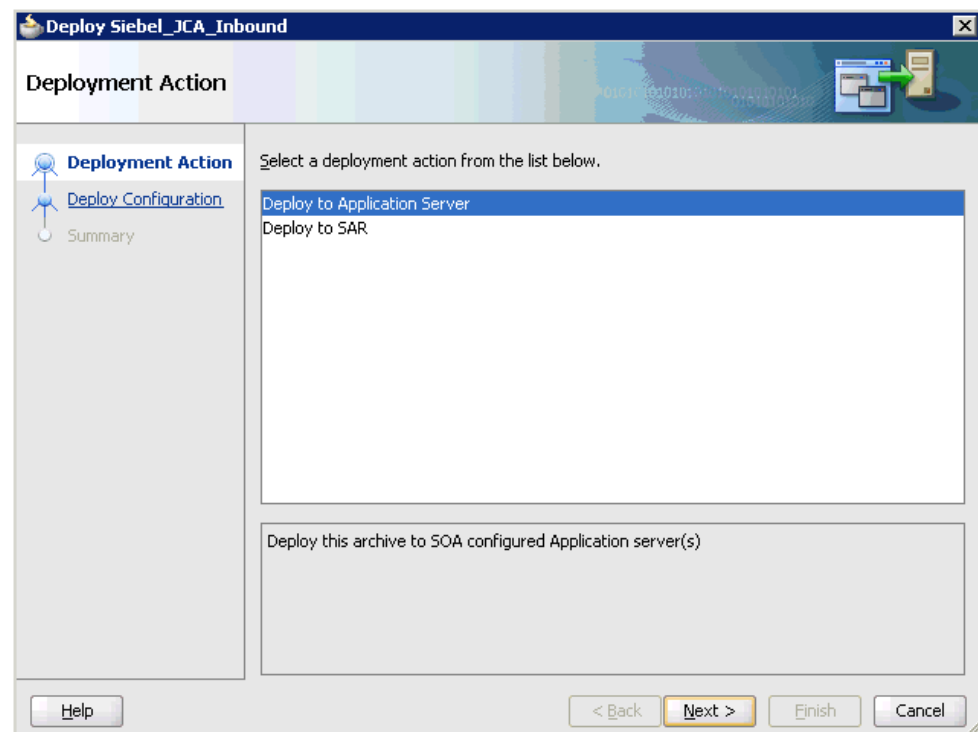 Deploy Siebel_JCA_Inbound
Deployment Action
Deployment Action
Deploy Configuration
Summary
Select a deployment action from the list below.
Deploy to Application Server
Deploy to SAR
Deploy this archive to SOA configured Application server(s)
Help
< Back
Next >
Finish
Cancel